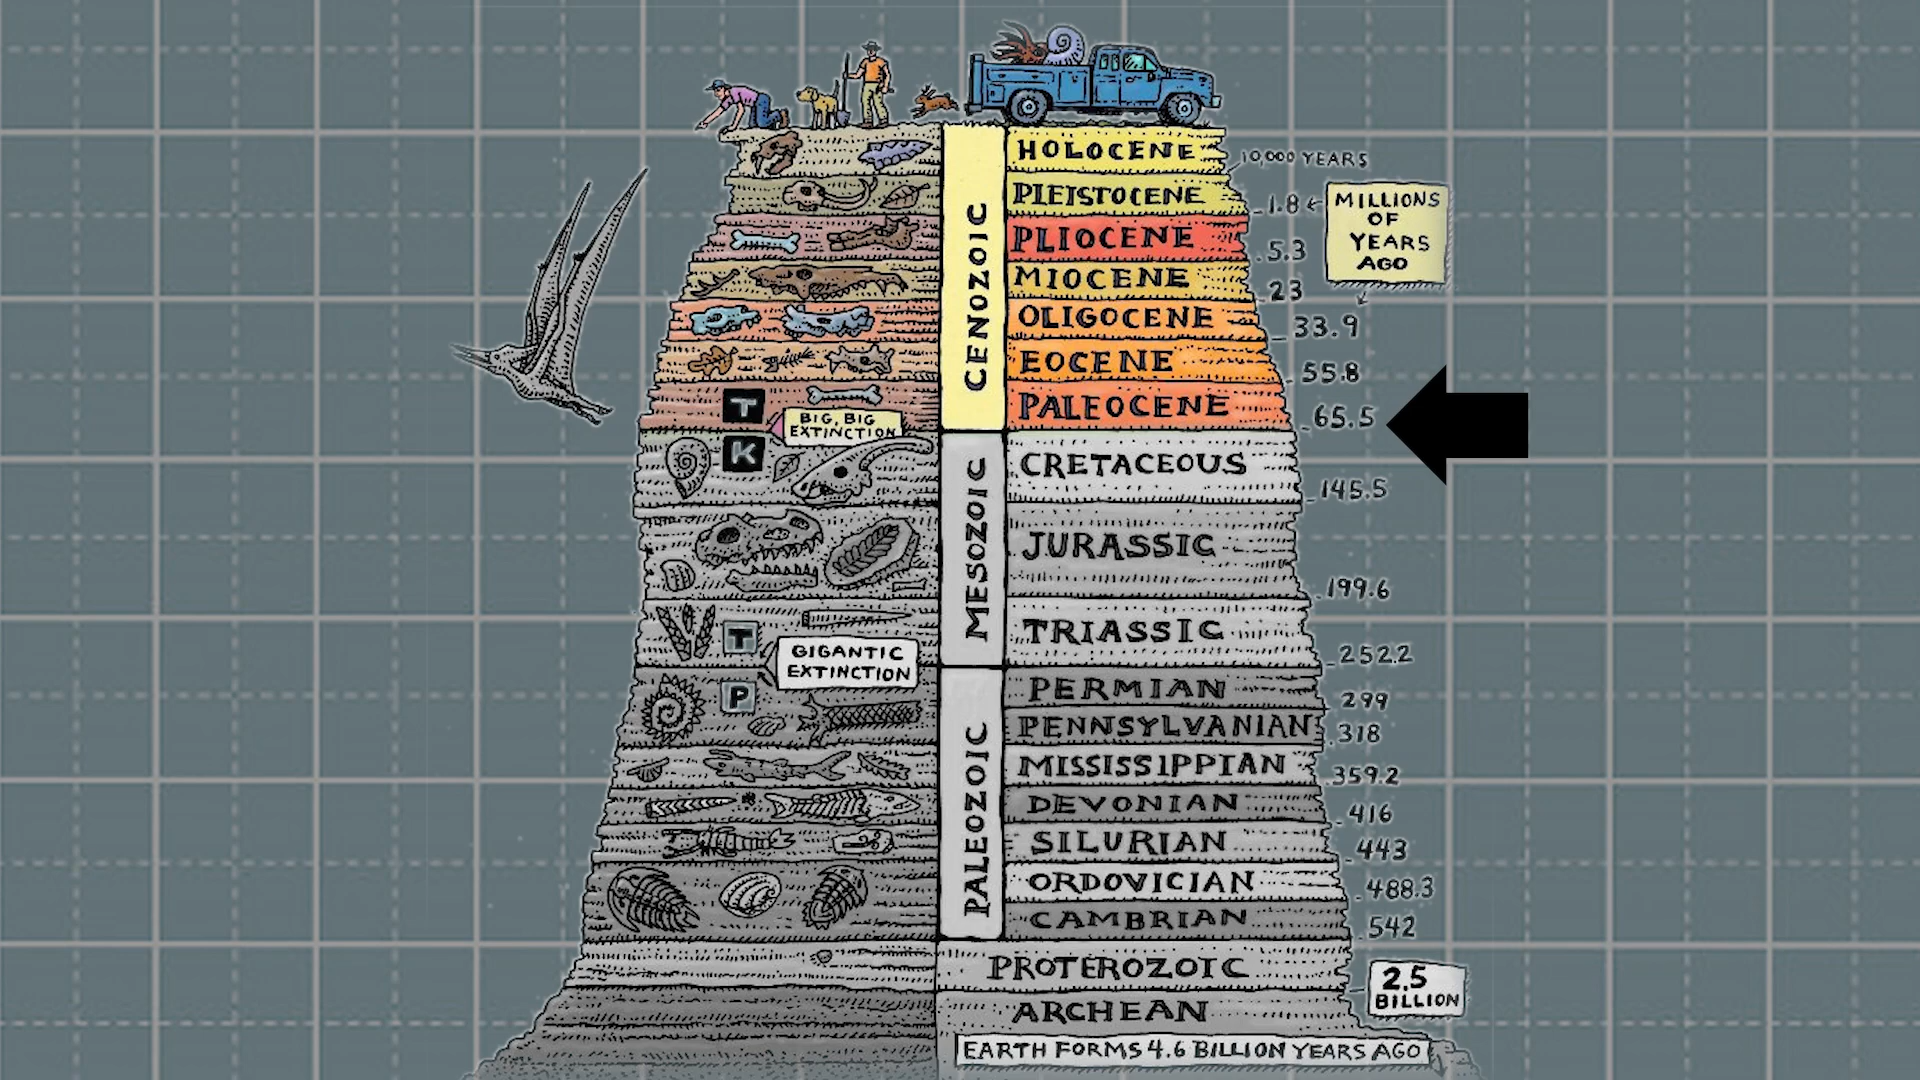 HOLOCENE
10,000 YEARS
PLEISTOCENE
1.8
MILLIONS
OF
YEARS
AGO
PLIOCENE
5.3
MIOCENE
23
OLIGOCENE
33.9
EOCENE
55.8
PALEOCENE
65.5
CENOZOIC
T
BIG, BIG
EXTINCTION
K
CRETACEOUS
145.5
JURASSIC
199.6
TRIASSIC
252.2
MESOZOIC
T
GIGANTIC
EXTINCTION
P
PERMIAN
299
PENNSYLVANIAN
318
MISSISSIPPIAN
359.2
DEVONIAN
416
SILURIAN
443
ORDOVICIAN
488.3
CAMBRIAN
542
PALEOZOIC
PROTEROZOIC
2.5
BILLION
ARCHEAN
EARTH FORMS 4.6 BILLION YEARS AGO